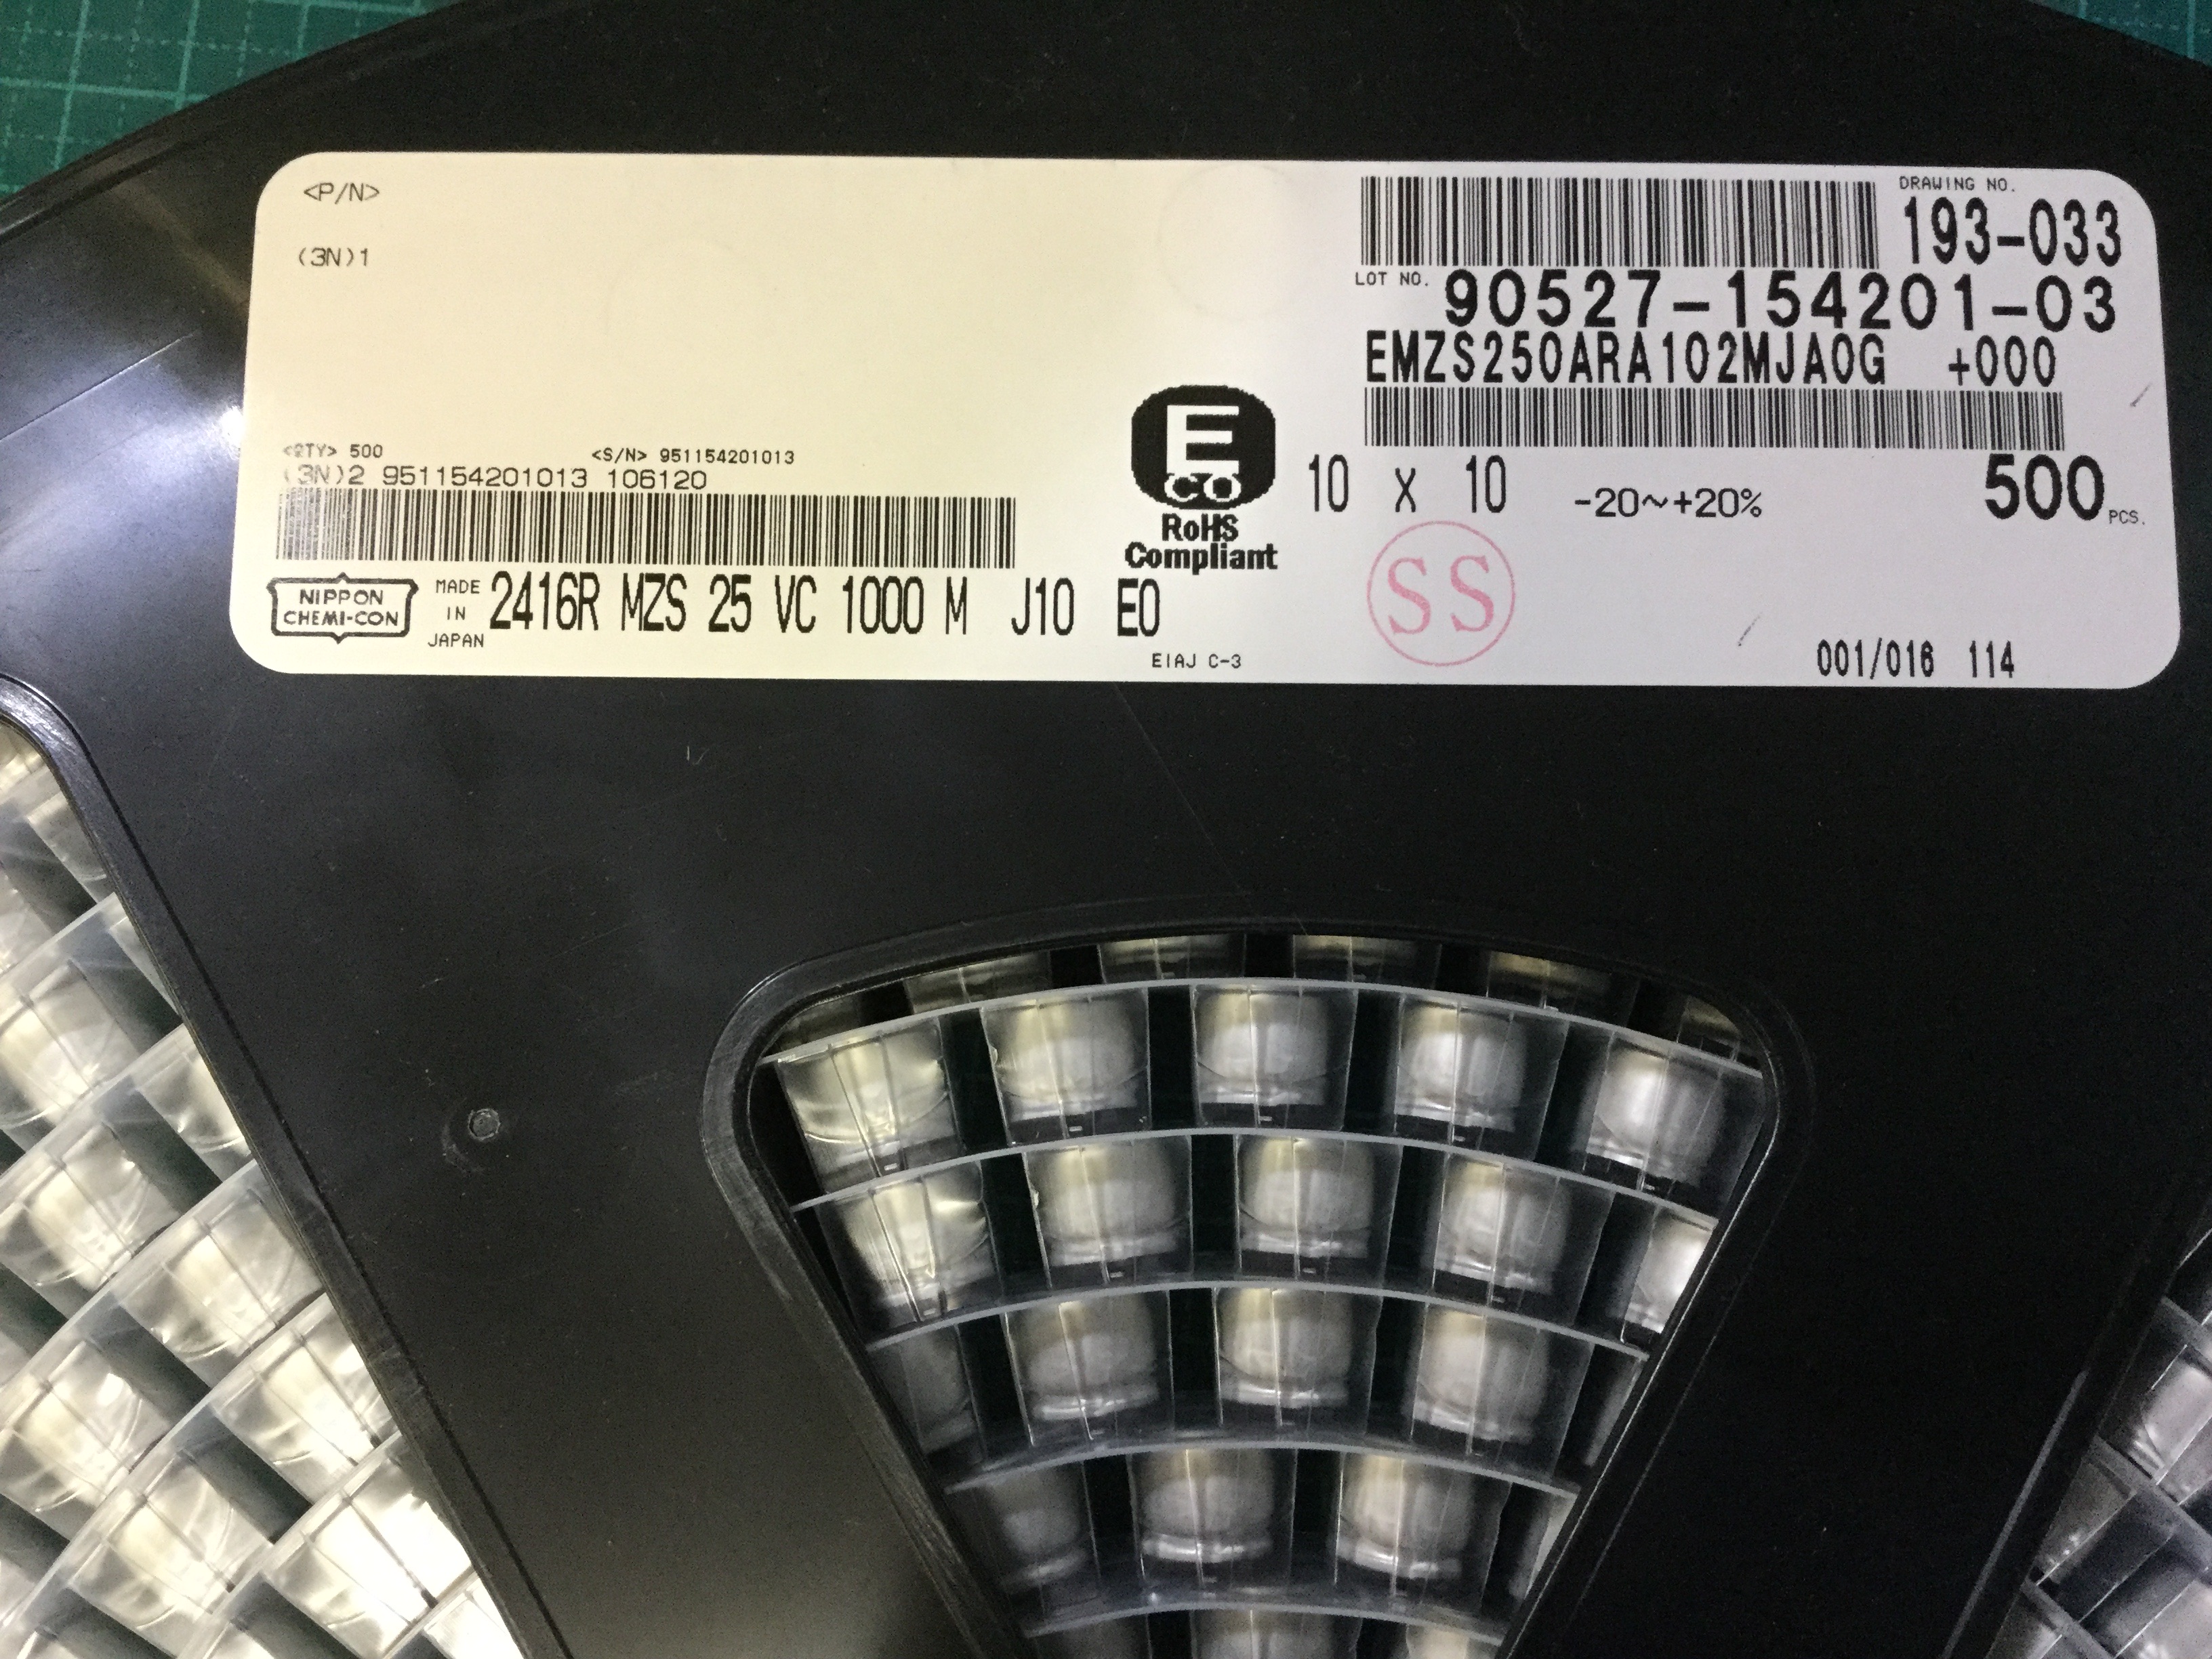 <P/N>
(3N)1
DRAWING NO.
193-033
LOT NO. 90527-154201-03
EMZS250ARA102MJA0G +000
<QTY> 500 <S/N> 951154201013
(3N)2 951154201013 106120
E
CO
RoHS
Compliant
10 X 10 -20~+20% 500 PCS.
SS
NIPPON
CHEMI-CON
MADE
IN
JAPAN
2416R MZS 25 VC 1000 M J10 E0
EIAJ C-3
001/016 114